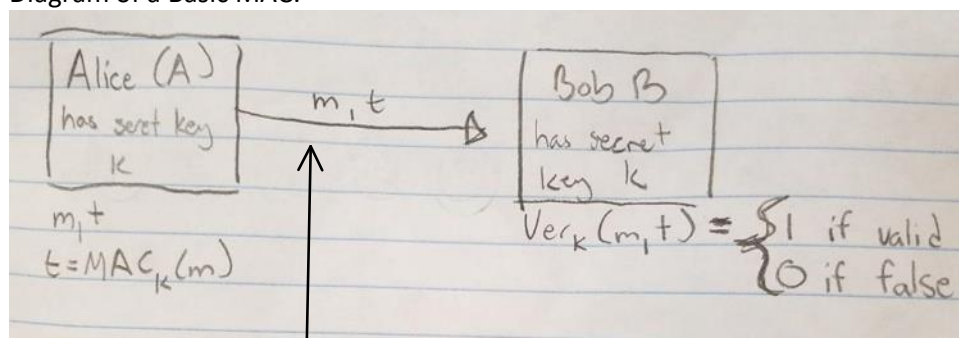 Diagram of a Basic MAC:
Alice (A)
has seret key
k
m, t
Bob B
has secret
key k
m, t
t = MACₖ(m)
Verₖ(m, t) = { 1 if valid
0 if false